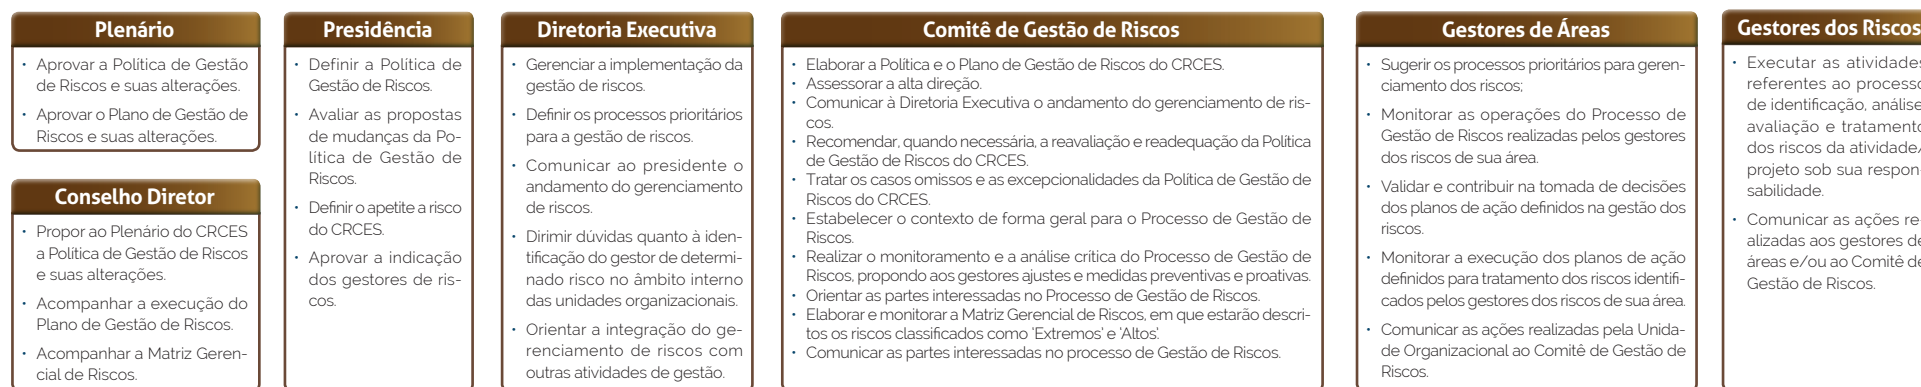 Plenário
• Aprovar a Política de Gestão
de Riscos e suas alterações.
• Aprovar o Plano de Gestão de
Riscos e suas alterações.
Conselho Diretor
• Propor ao Plenário do CRCES
a Política de Gestão de Riscos
e suas alterações.
• Acompanhar a execução do
Plano de Gestão de Riscos.
• Acompanhar a Matriz Geren-
cial de Riscos.
Presidência
• Definir a Política de
Gestão de Riscos.
• Avaliar as propostas
de mudanças da Po-
lítica de Gestão de
Riscos.
• Definir o apetite a risco
do CRCES.
• Aprovar a indicação
dos gestores de ris-
cos.
Diretoria Executiva
• Gerenciar a implementação da
gestão de riscos.
• Definir os processos prioritários
para a gestão de riscos.
• Comunicar ao presidente o
andamento do gerenciamento
de riscos.
• Dirimir dúvidas quanto à iden-
tificação do gestor de determi-
nado risco no âmbito interno
das unidades organizacionais.
• Orientar a integração do ge-
renciamento de riscos com
outras atividades de gestão.
Comitê de Gestão de Riscos
• Elaborar a Política e o Plano de Gestão de Riscos do CRCES.
• Assessorar a alta direção.
• Comunicar à Diretoria Executiva o andamento do gerenciamento de ris-
cos.
• Recomendar, quando necessária, a reavaliação e readequação da Política
de Gestão de Riscos do CRCES.
• Tratar os casos omissos e as excepcionalidades da Política de Gestão de
Riscos do CRCES.
• Estabelecer o contexto de forma geral para o Processo de Gestão de
Riscos.
• Realizar o monitoramento e a análise crítica do Processo de Gestão de
Riscos, propondo aos gestores ajustes e medidas preventivas e proativas.
• Orientar as partes interessadas no Processo de Gestão de Riscos.
• Elaborar e monitorar a Matriz Gerencial de Riscos, em que estarão descri-
tos os riscos classificados como 'Extremos' e 'Altos'.
• Comunicar as partes interessadas no processo de Gestão de Riscos.
Gestores de Áreas
• Sugerir os processos prioritários para geren-
ciamento dos riscos;
• Monitorar as operações do Processo de
Gestão de Riscos realizadas pelos gestores
dos riscos de sua área.
• Validar e contribuir na tomada de decisões
dos planos de ação definidos na gestão dos
riscos.
• Monitorar a execução dos planos de ação
definidos para tratamento dos riscos identifi-
cados pelos gestores dos riscos de sua área.
• Comunicar as ações realizadas pela Unida-
de Organizacional ao Comitê de Gestão de
Riscos.
Gestores dos Riscos
• Executar as atividades
referentes ao processo
de identificação, análise
avaliação e tratamento
dos riscos da atividade/
projeto sob sua respon-
sabilidade.
• Comunicar as ações re-
alizadas aos gestores de
áreas e/ou ao Comitê de
Gestão de Riscos.